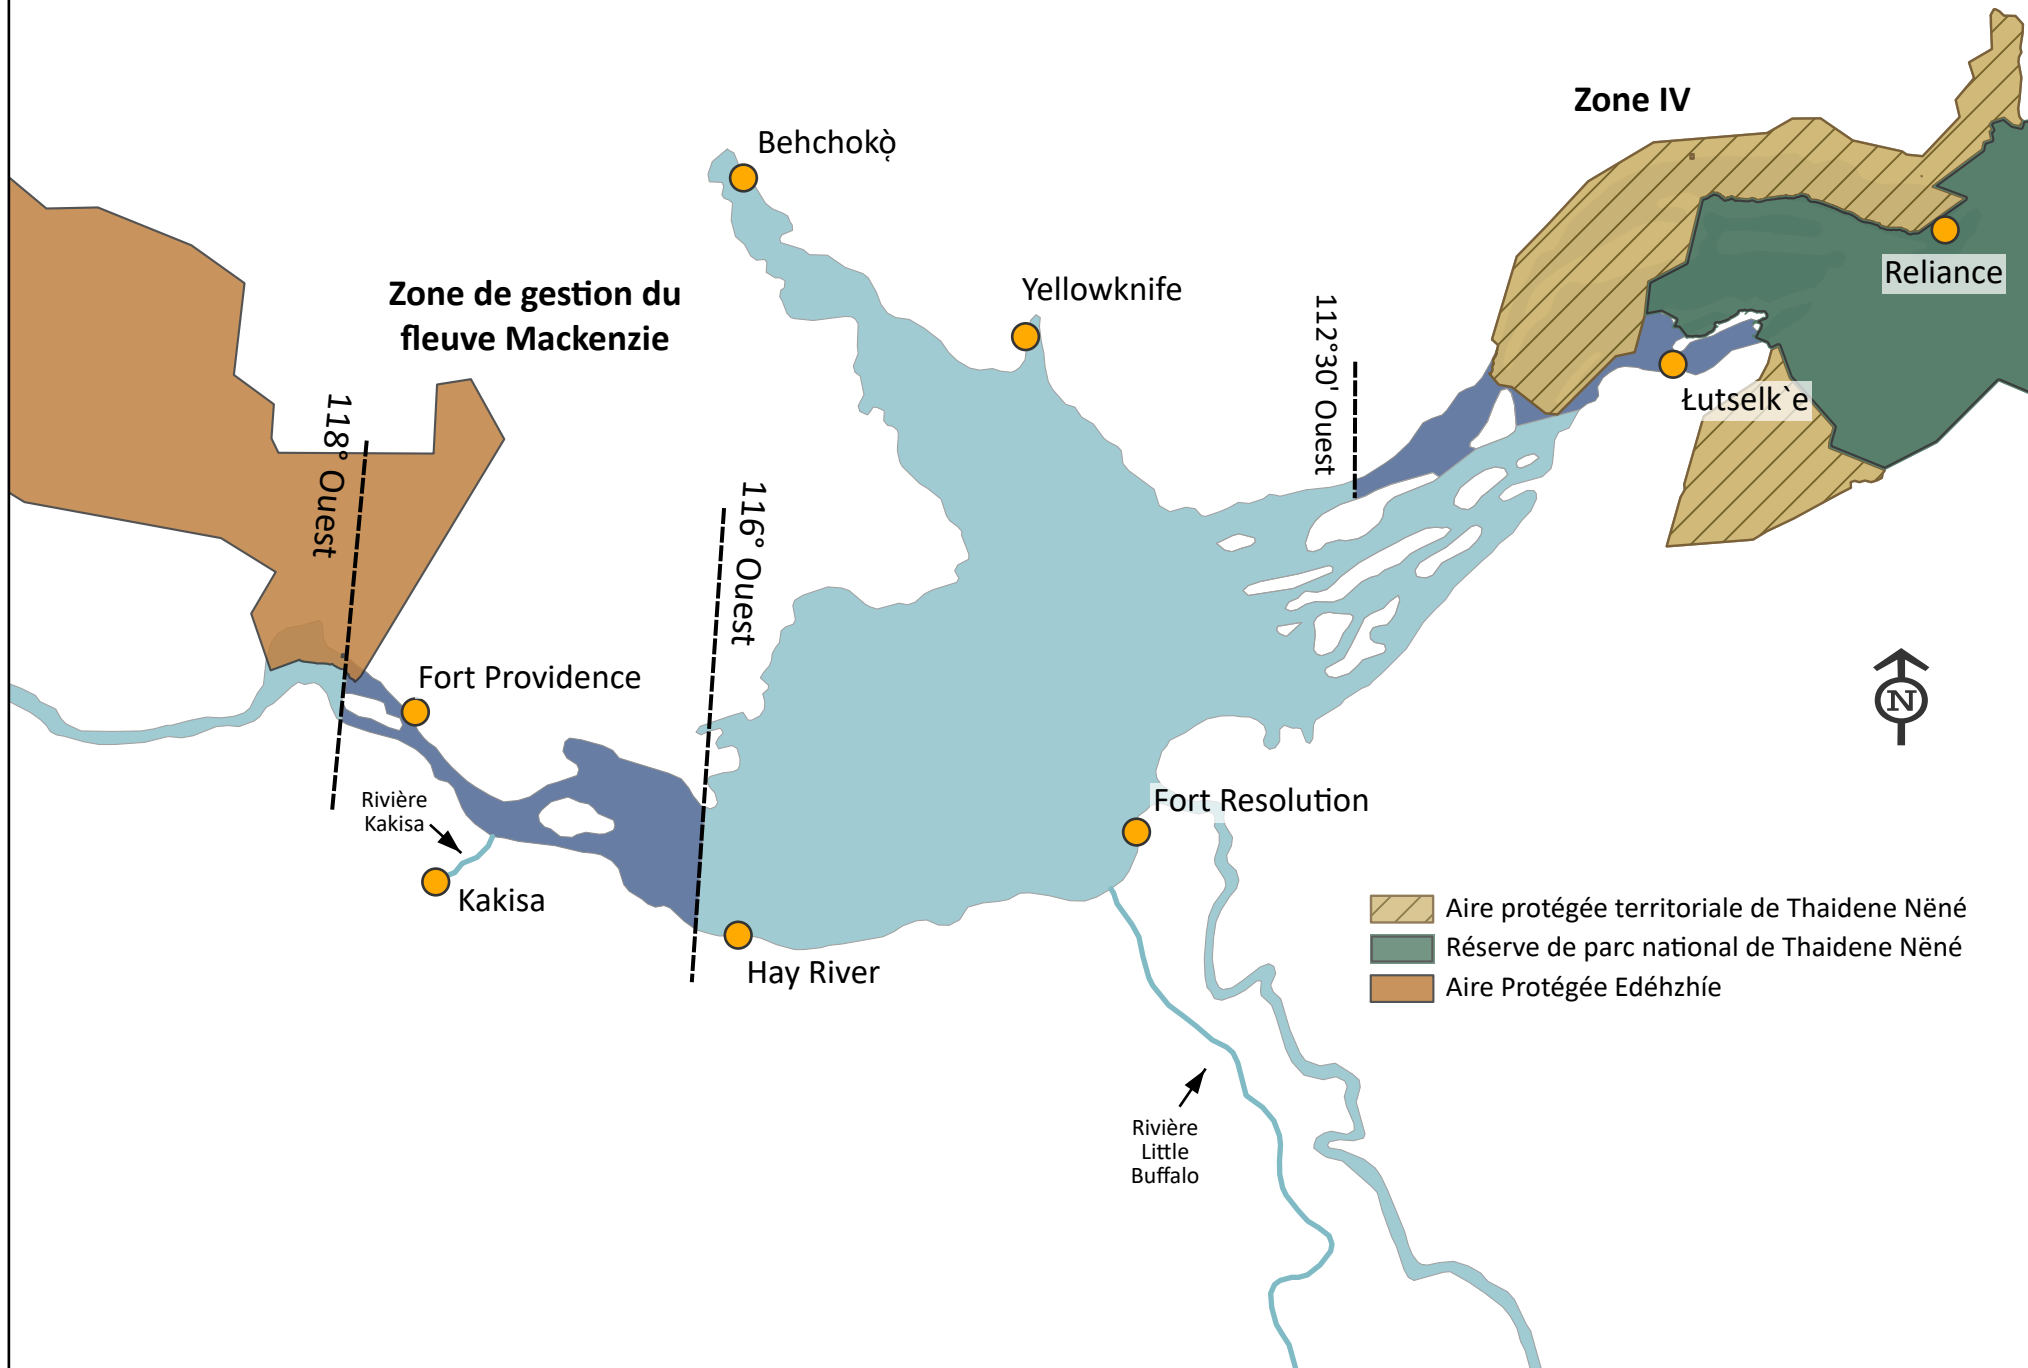 Zone IV
Behchokǫ̀
Zone de gestion du
fleuve Mackenzie
Yellowknife
Reliance
112°30' Ouest
Łutselk`e
118° Ouest
116° Ouest
Fort Providence
Rivière
Kakisa
Kakisa
Hay River
Fort Resolution
N
Aire protégée territoriale de Thaidene Nëné
Réserve de parc national de Thaidene Nëné
Aire Protégée Edéhzhíe
Rivière
Little
Buffalo